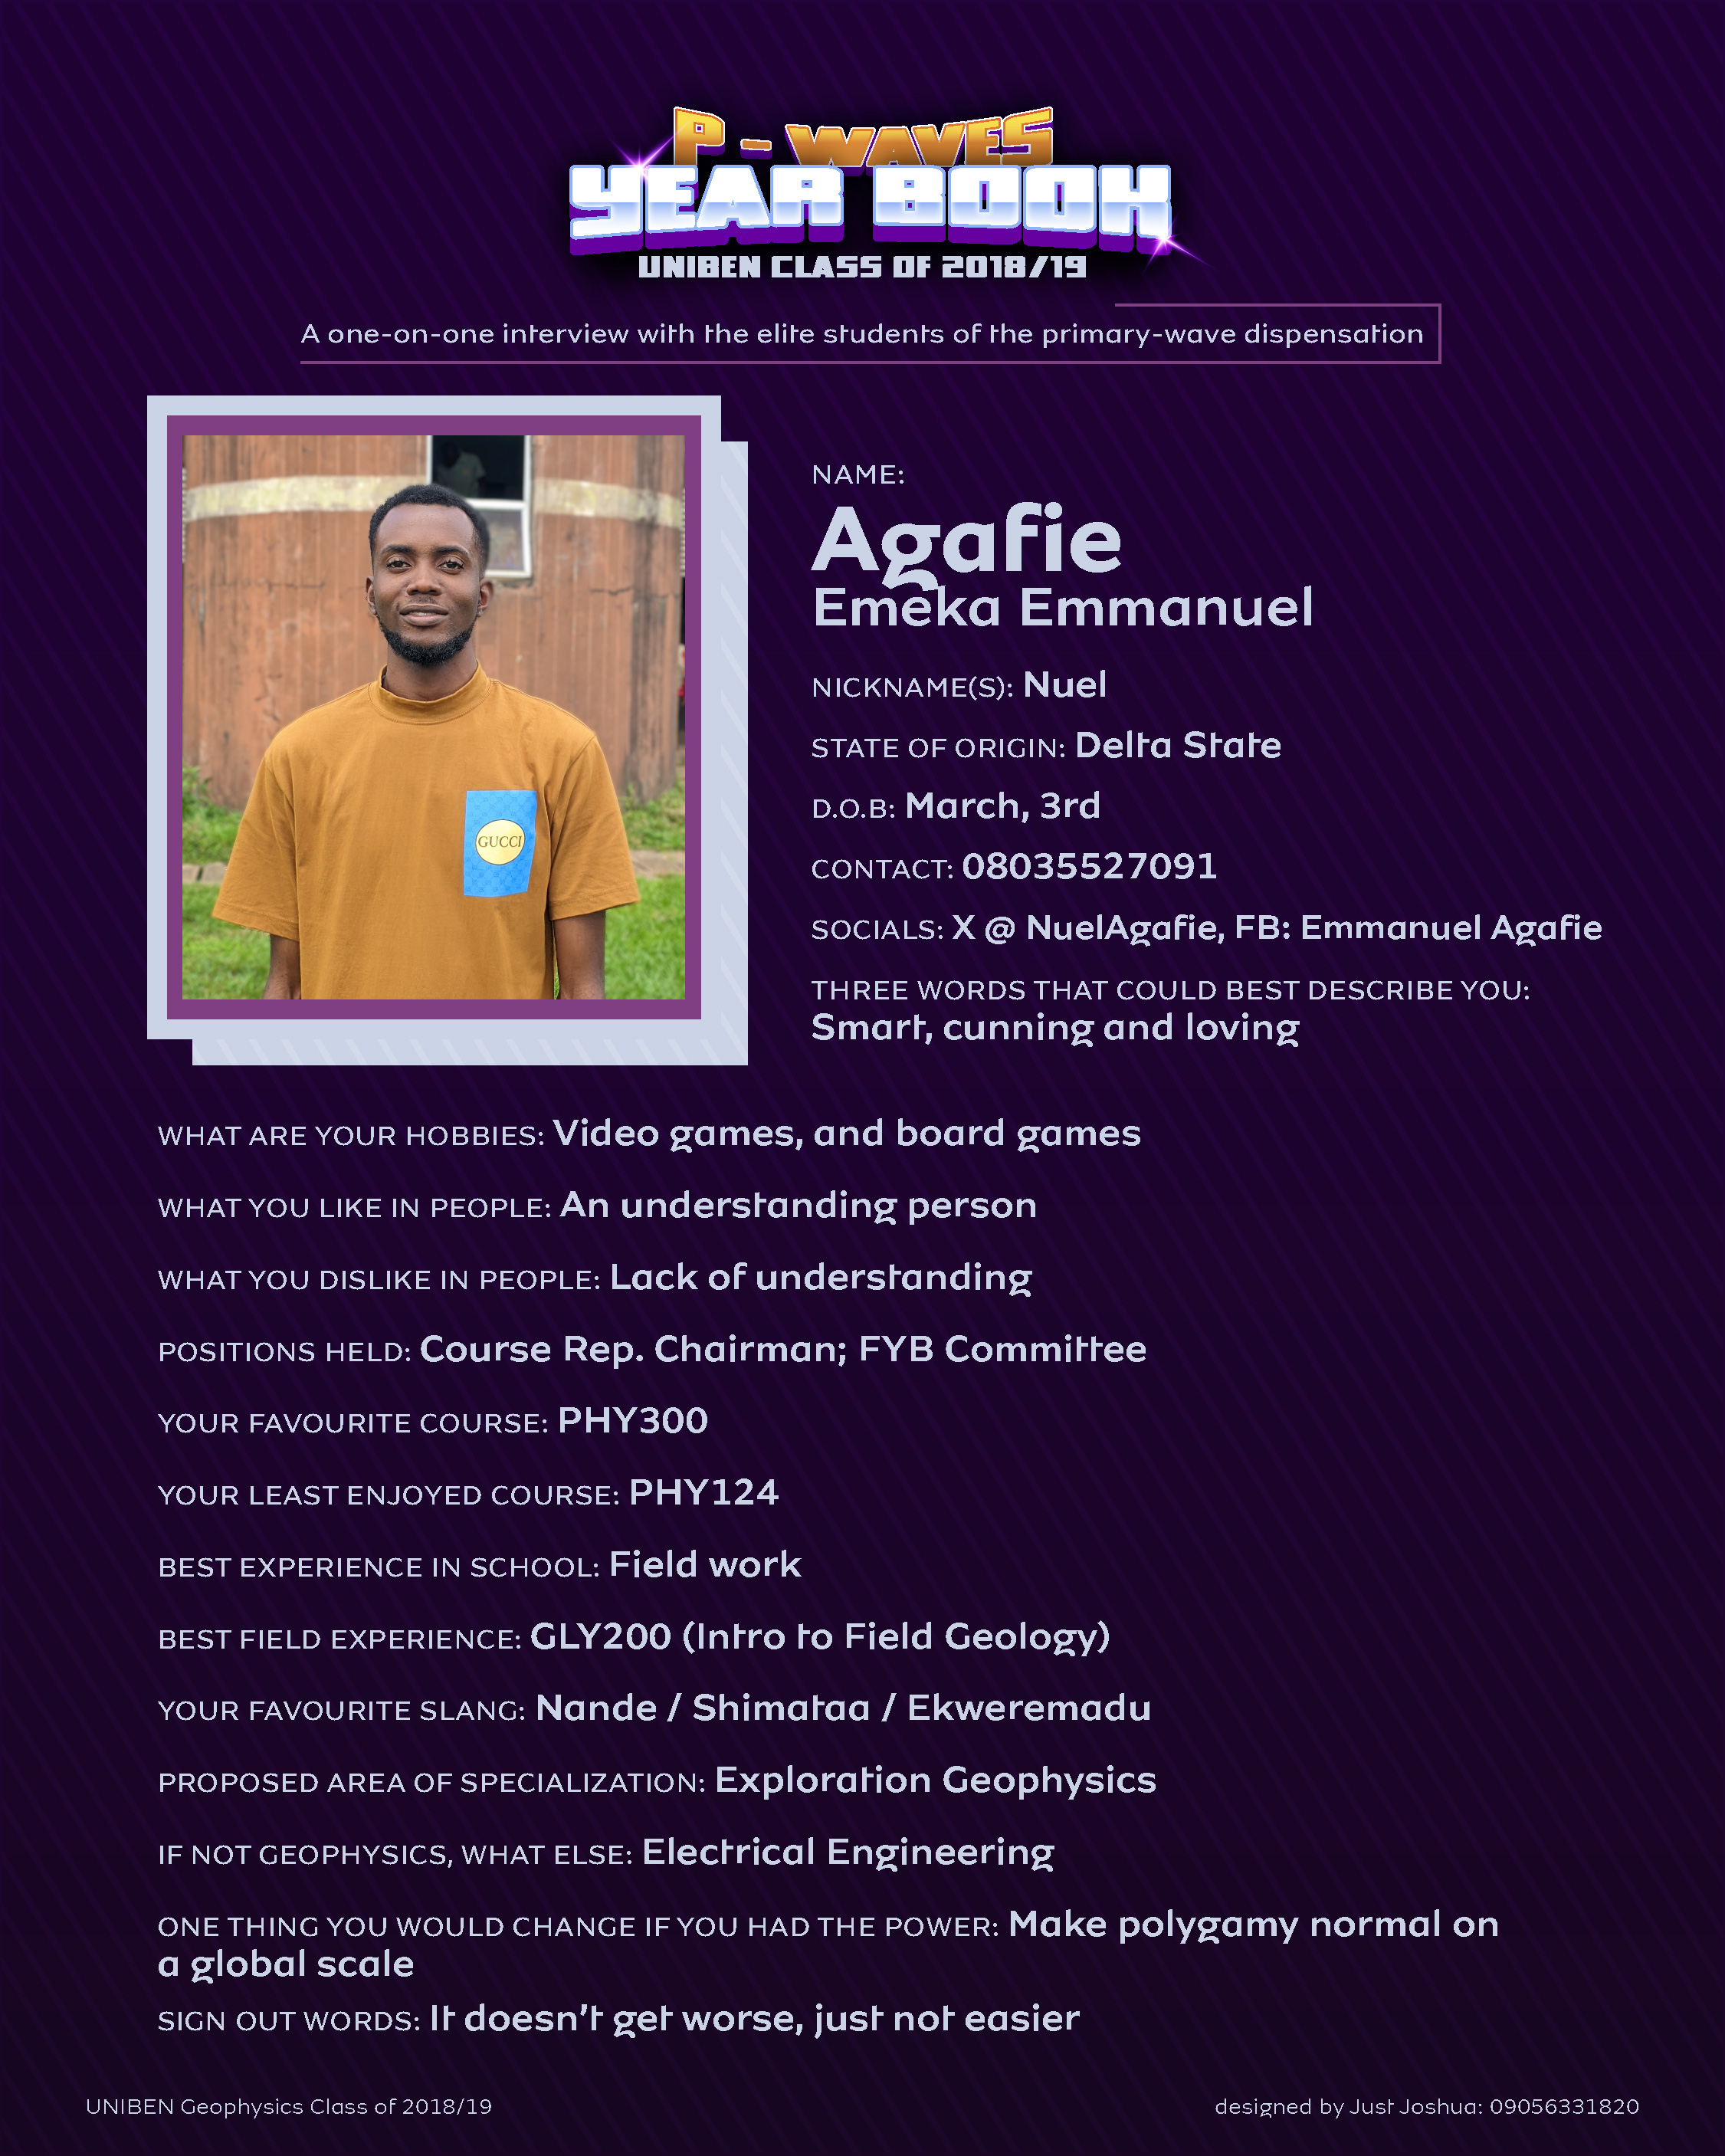 P - WAVES
YEAR BOOK
UNIBEN CLASS OF 2018/19
A one-on-one interview with the elite students of the primary-wave dispensation
GUCCI
NAME:
Agafie
Emeka Emmanuel
NICKNAME(S): Nuel
STATE OF ORIGIN: Delta State
D.O.B: March, 3rd
CONTACT: 08035527091
SOCIALS: X @ NuelAgafie, FB: Emmanuel Agafie
THREE WORDS THAT COULD BEST DESCRIBE YOU:
Smart, cunning and loving
WHAT ARE YOUR HOBBIES: Video games, and board games
WHAT YOU LIKE IN PEOPLE: An understanding person
WHAT YOU DISLIKE IN PEOPLE: Lack of understanding
POSITIONS HELD: Course Rep. Chairman; FYB Committee
YOUR FAVOURITE COURSE: PHY300
YOUR LEAST ENJOYED COURSE: PHY124
BEST EXPERIENCE IN SCHOOL: Field work
BEST FIELD EXPERIENCE: GLY200 (Intro to Field Geology)
YOUR FAVOURITE SLANG: Nande / Shimataa / Ekweremadu
PROPOSED AREA OF SPECIALIZATION: Exploration Geophysics
IF NOT GEOPHYSICS, WHAT ELSE: Electrical Engineering
ONE THING YOU WOULD CHANGE IF YOU HAD THE POWER: Make polygamy normal on
a global scale
SIGN OUT WORDS: It doesn't get worse, just not easier
UNIBEN Geophysics Class of 2018/19
designed by Just Joshua: 09056331820